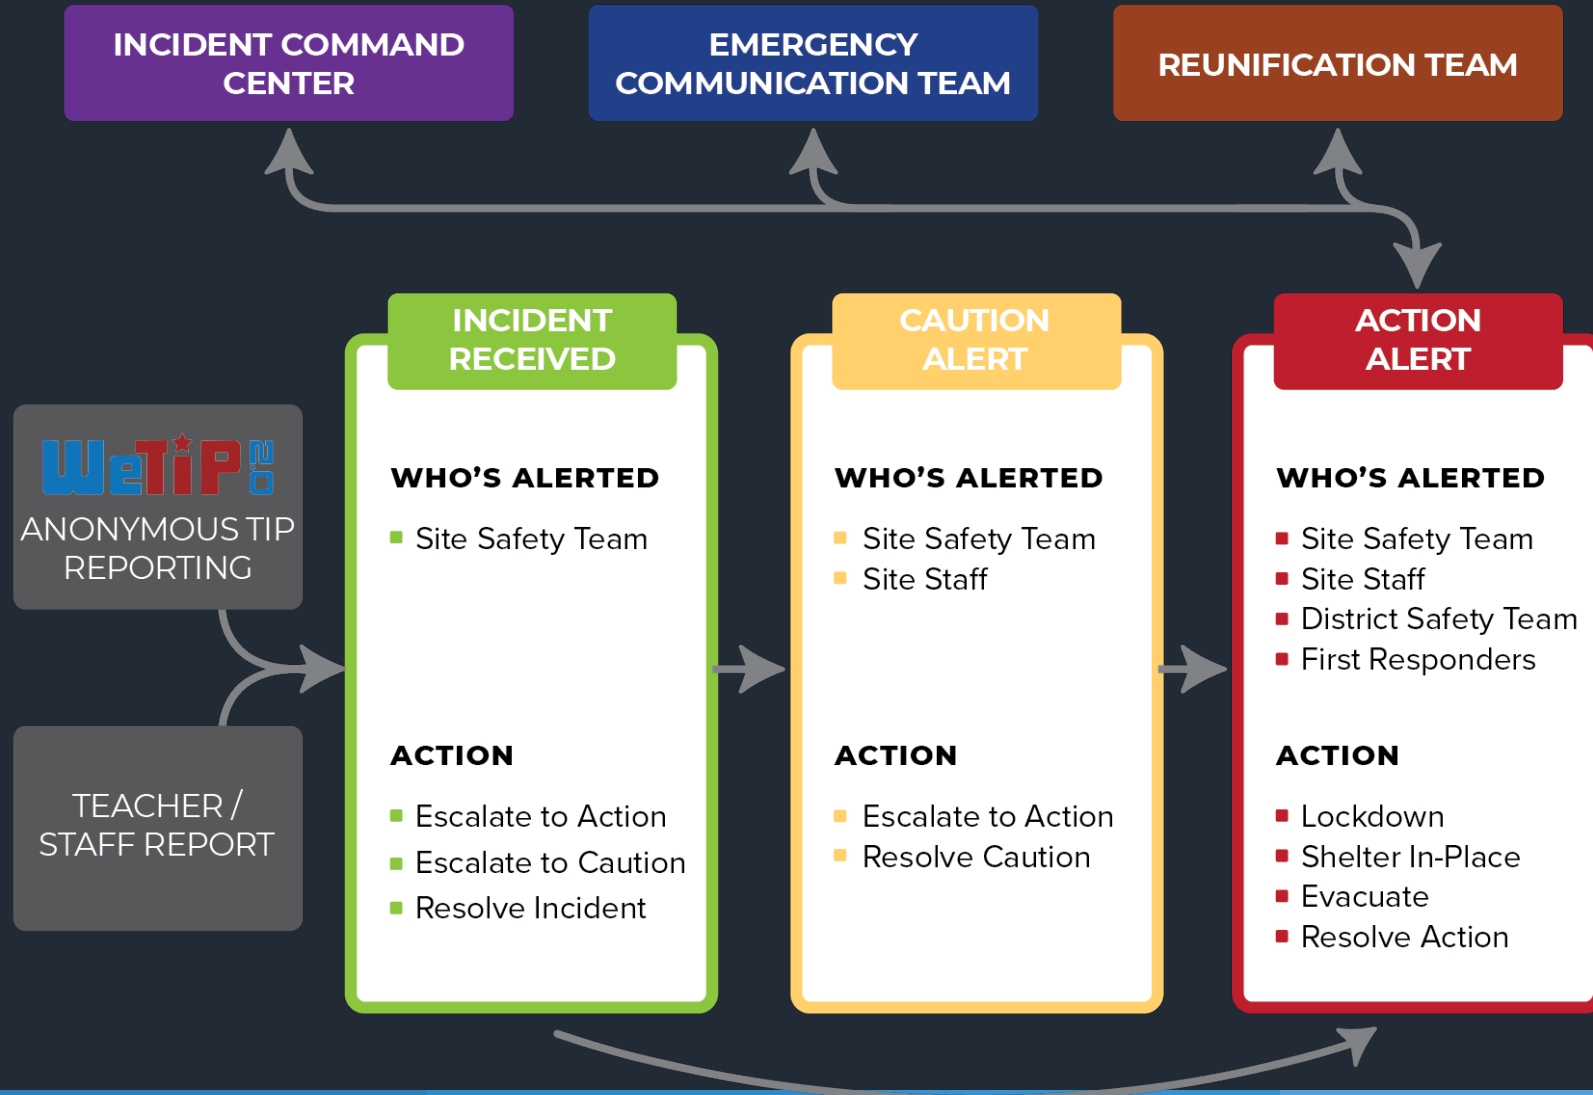 INCIDENT COMMAND
CENTER
EMERGENCY
COMMUNICATION TEAM
REUNIFICATION TEAM
WeTiP 2.0
ANONYMOUS TIP
REPORTING
TEACHER /
STAFF REPORT
INCIDENT
RECEIVED
WHO'S ALERTED
Site Safety Team
ACTION
Escalate to Action
Escalate to Caution
Resolve Incident
CAUTION
ALERT
WHO'S ALERTED
Site Safety Team
Site Staff
ACTION
Escalate to Action
Resolve Caution
ACTION
ALERT
WHO'S ALERTED
Site Safety Team
Site Staff
District Safety Team
First Responders
ACTION
Lockdown
Shelter In-Place
Evacuate
Resolve Action